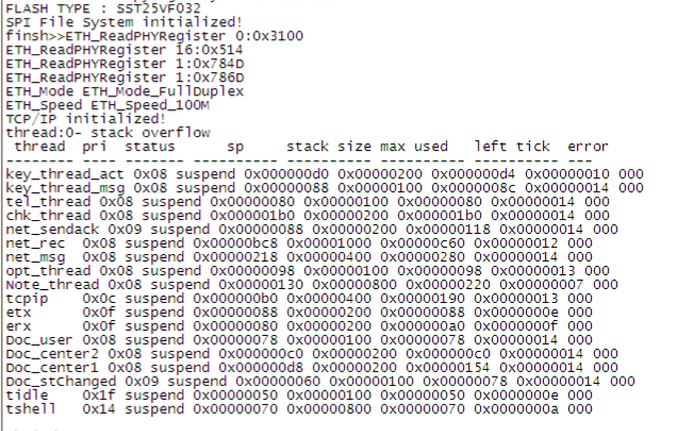 FLASH TYPE : SST25VF032
SPI File System initialized!
finsh>>ETH_ReadPHYRegister 0:0x3100
ETH_ReadPHYRegister 16:0x514
ETH_ReadPHYRegister 1:0x784D
ETH_ReadPHYRegister 1:0x786D
ETH_Mode ETH_Mode_FullDuplex
ETH_Speed ETH_Speed_100M
TCP/IP initialized!
thread:0- stack overflow
thread pri status sp stack size max used left tick error
-------- ---- ------- ---------- ---------- ---------- ---------- ---
key_thread_act 0x08 suspend 0x000000d0 0x00000200 0x000000d4 0x00000010 000
key_thread_msg 0x08 suspend 0x00000088 0x00000100 0x0000008c 0x00000014 000
tel_thread 0x08 suspend 0x00000080 0x00000100 0x00000080 0x00000014 000
chk_thread 0x08 suspend 0x000001b0 0x00000200 0x000001b0 0x00000014 000
net_sendack 0x09 suspend 0x00000088 0x00000200 0x00000118 0x00000014 000
net_rec 0x08 suspend 0x00000bc8 0x00001000 0x00000c60 0x00000012 000
net_msg 0x08 suspend 0x00000218 0x00000400 0x00000280 0x00000014 000
opt_thread 0x08 suspend 0x00000098 0x00000100 0x00000098 0x00000013 000
Note_thread 0x08 suspend 0x00000130 0x00000800 0x00000220 0x00000007 000
tcpip 0x0c suspend 0x000000b0 0x00000400 0x00000190 0x00000013 000
etx 0x0f suspend 0x00000088 0x00000200 0x00000088 0x0000000e 000
erx 0x0f suspend 0x00000080 0x00000200 0x000000a0 0x0000000f 000
Doc_user 0x08 suspend 0x00000078 0x00000100 0x00000078 0x00000014 000
Doc_center2 0x08 suspend 0x000000c0 0x00000200 0x000000c0 0x00000014 000
Doc_center1 0x08 suspend 0x000000d8 0x00000200 0x00000154 0x00000014 000
Doc_stChanged 0x09 suspend 0x00000060 0x00000100 0x00000078 0x00000014 000
tidle 0x1f suspend 0x00000050 0x00000100 0x00000050 0x0000000e 000
tshell 0x14 suspend 0x00000070 0x00000800 0x00000070 0x0000000a 000